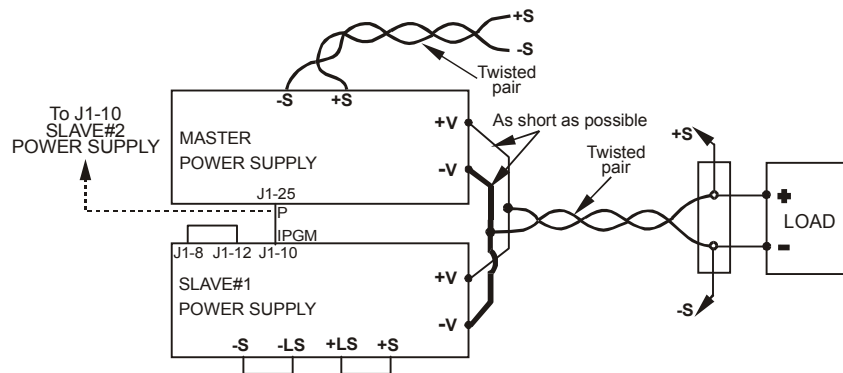 +S
-S
Twisted
pair
-S +S
To J1-10
SLAVE#2
POWER SUPPLY
MASTER
POWER SUPPLY
+V
-V
As short as possible
Twisted
pair
+S
+
LOAD
-
-S
J1-25
P
IPGM
J1-8 J1-12 J1-10
SLAVE#1
POWER SUPPLY
+V
-V
-S -LS +LS +S